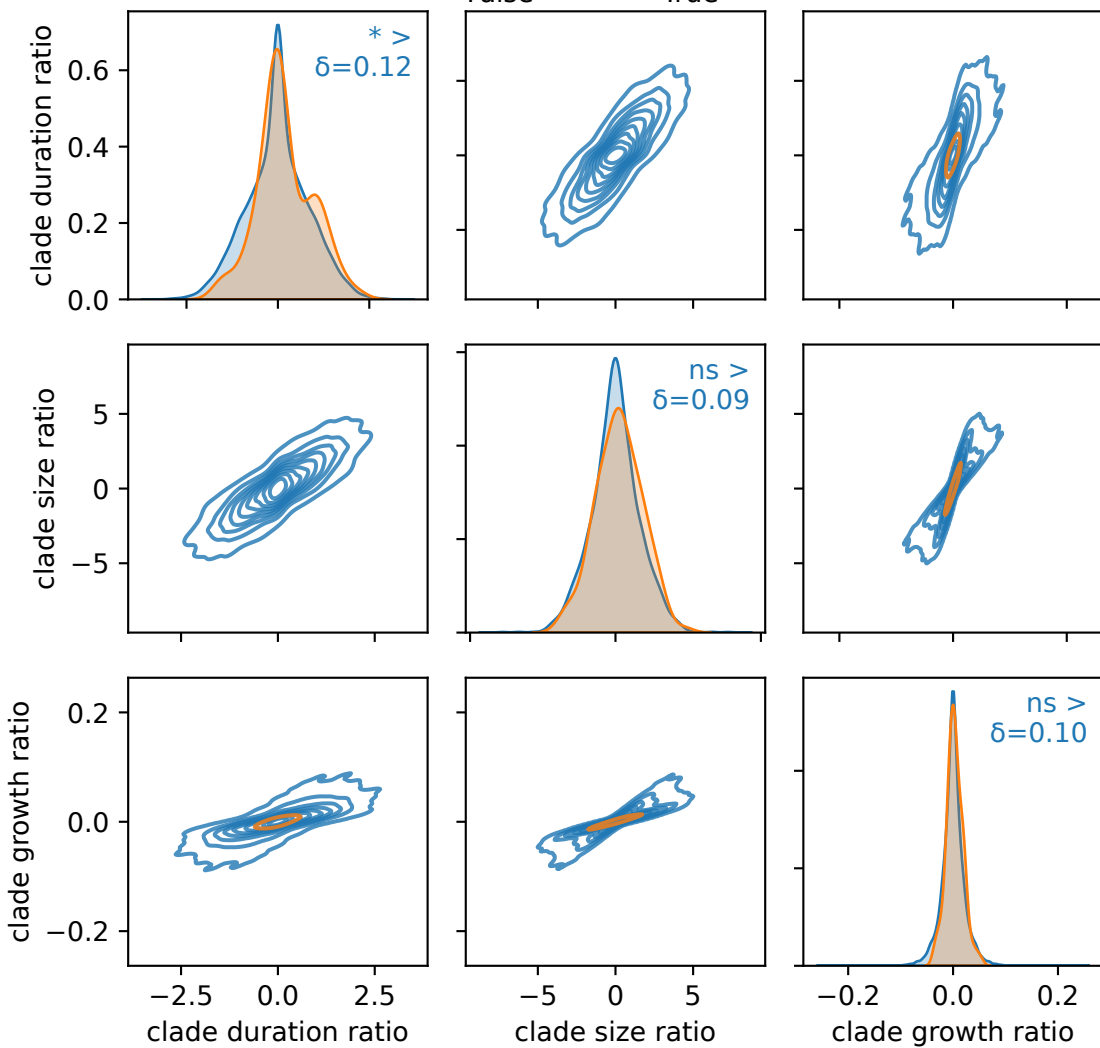 True
clade duration ratio
0.6
0.4
0.2
0.0
* >
δ=0.12
clade size ratio
5
0
−5
ns >
δ=0.09
clade growth ratio
0.2
0.0
−0.2
ns >
δ=0.10
−2.5
0.0
2.5
clade duration ratio
−5
0
5
clade size ratio
−0.2
0.0
0.2
clade growth ratio